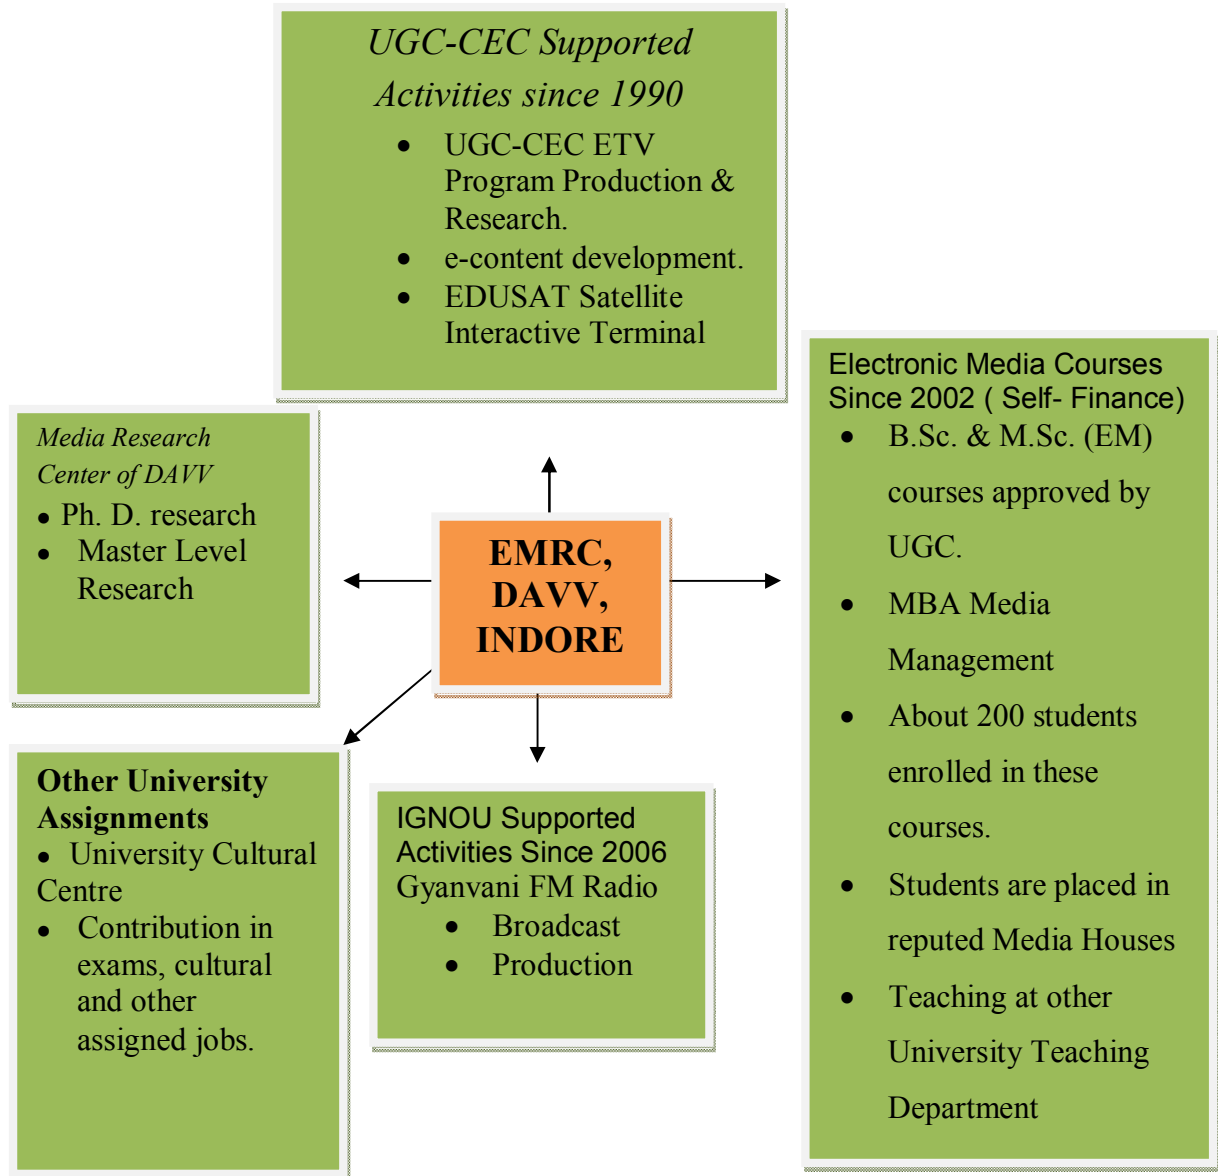 UGC-CEC Supported
Activities since 1990
• UGC-CEC ETV
Program Production &
Research.
• e-content development.
• EDUSAT Satellite
Interactive Terminal
Media Research
Center of DAVV
• Ph. D. research
• Master Level
Research
EMRC,
DAVV,
INDORE
Electronic Media Courses
Since 2002 ( Self- Finance)
• B.Sc. & M.Sc. (EM)
courses approved by
UGC.
• MBA Media
Management
• About 200 students
enrolled in these
courses.
• Students are placed in
reputed Media Houses
• Teaching at other
University Teaching
Department
Other University
Assignments
• University Cultural
Centre
• Contribution in
exams, cultural
and other
assigned jobs.
IGNOU Supported
Activities Since 2006
Gyanvani FM Radio
• Broadcast
• Production